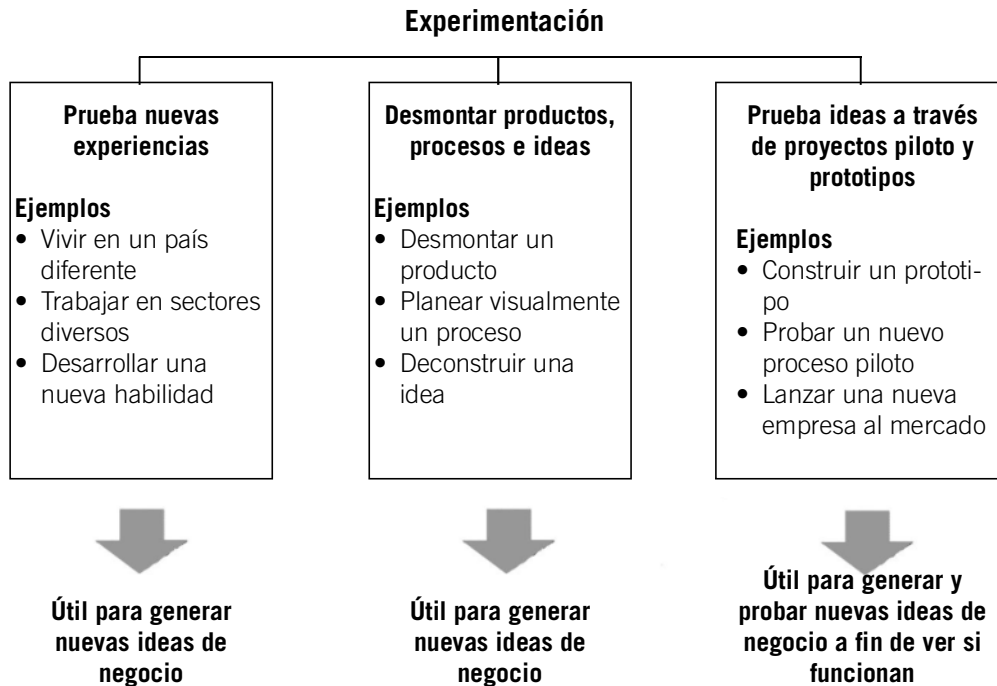 Experimentación
Prueba nuevas
experiencias
Ejemplos
• Vivir en un país
diferente
• Trabajar en sectores
diversos
• Desarrollar una
nueva habilidad
Útil para generar
nuevas ideas de
negocio
Desmontar productos,
procesos e ideas
Ejemplos
• Desmontar un
producto
• Planear visualmente
un proceso
• Deconstruir una
idea
Útil para generar
nuevas ideas de
negocio
Prueba ideas a través
de proyectos piloto y
prototipos
Ejemplos
• Construir un prototi-
po
• Probar un nuevo
proceso piloto
• Lanzar una nueva
empresa al mercado
Útil para generar y
probar nuevas ideas de
negocio a fin de ver si
funcionan